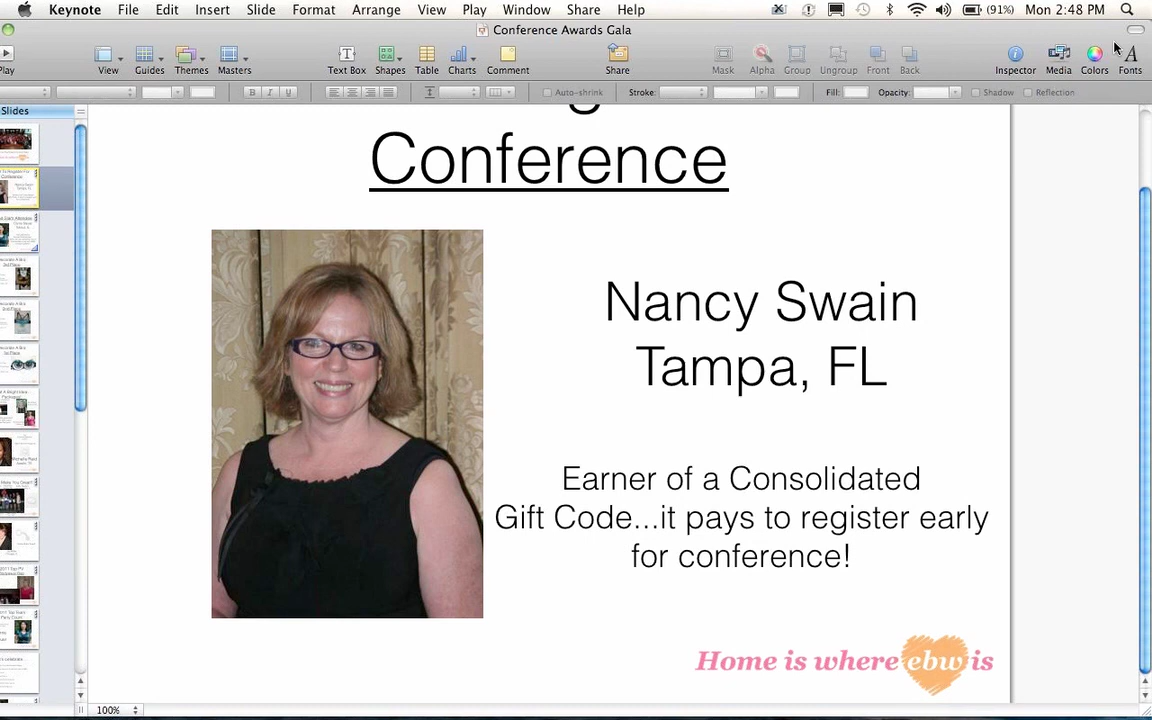 Keynote File Edit Insert Slide Format Arrange View Play Window Share Help (91%) Mon 2:48 PM
Conference Awards Gala
Play View Guides Themes Masters Text Box Shapes Table Charts Comment Share Mask Alpha Group Ungroup Front Back Inspector Media Colors Fonts
B I U Auto-shrink Stroke: Fill: Opacity: Shadow Reflection
Slides
Conference
Nancy Swain
Tampa, FL
Earner of a Consolidated
Gift Code...it pays to register early
for conference!
Home is where ebw is
100%